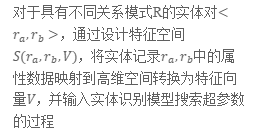 对于具有不同关系模式R的实体对<
rₐ,r_b >，通过设计特征空间
S(rₐ,r_b,V)，将实体记录rₐ,r_b中的属
性数据映射到高维空间转换为特征向
量V，并输入实体识别模型搜索超参数
的过程